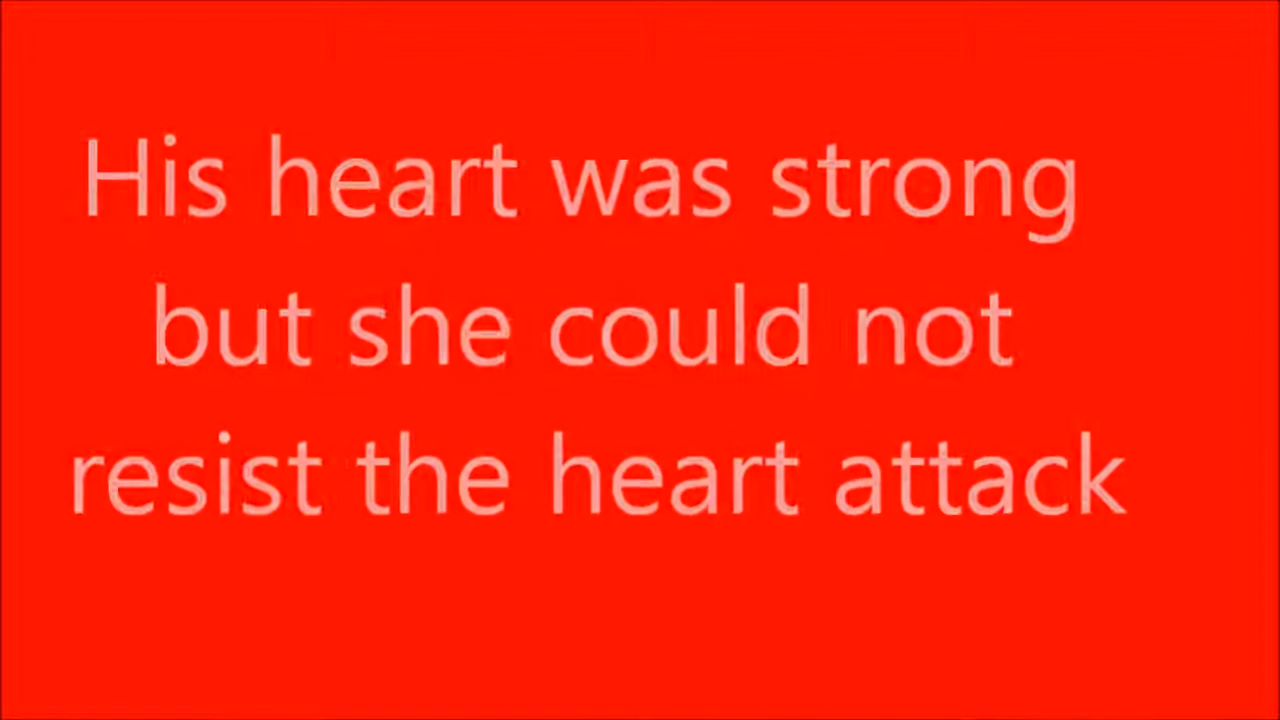 His heart was strong
but she could not
resist the heart attack